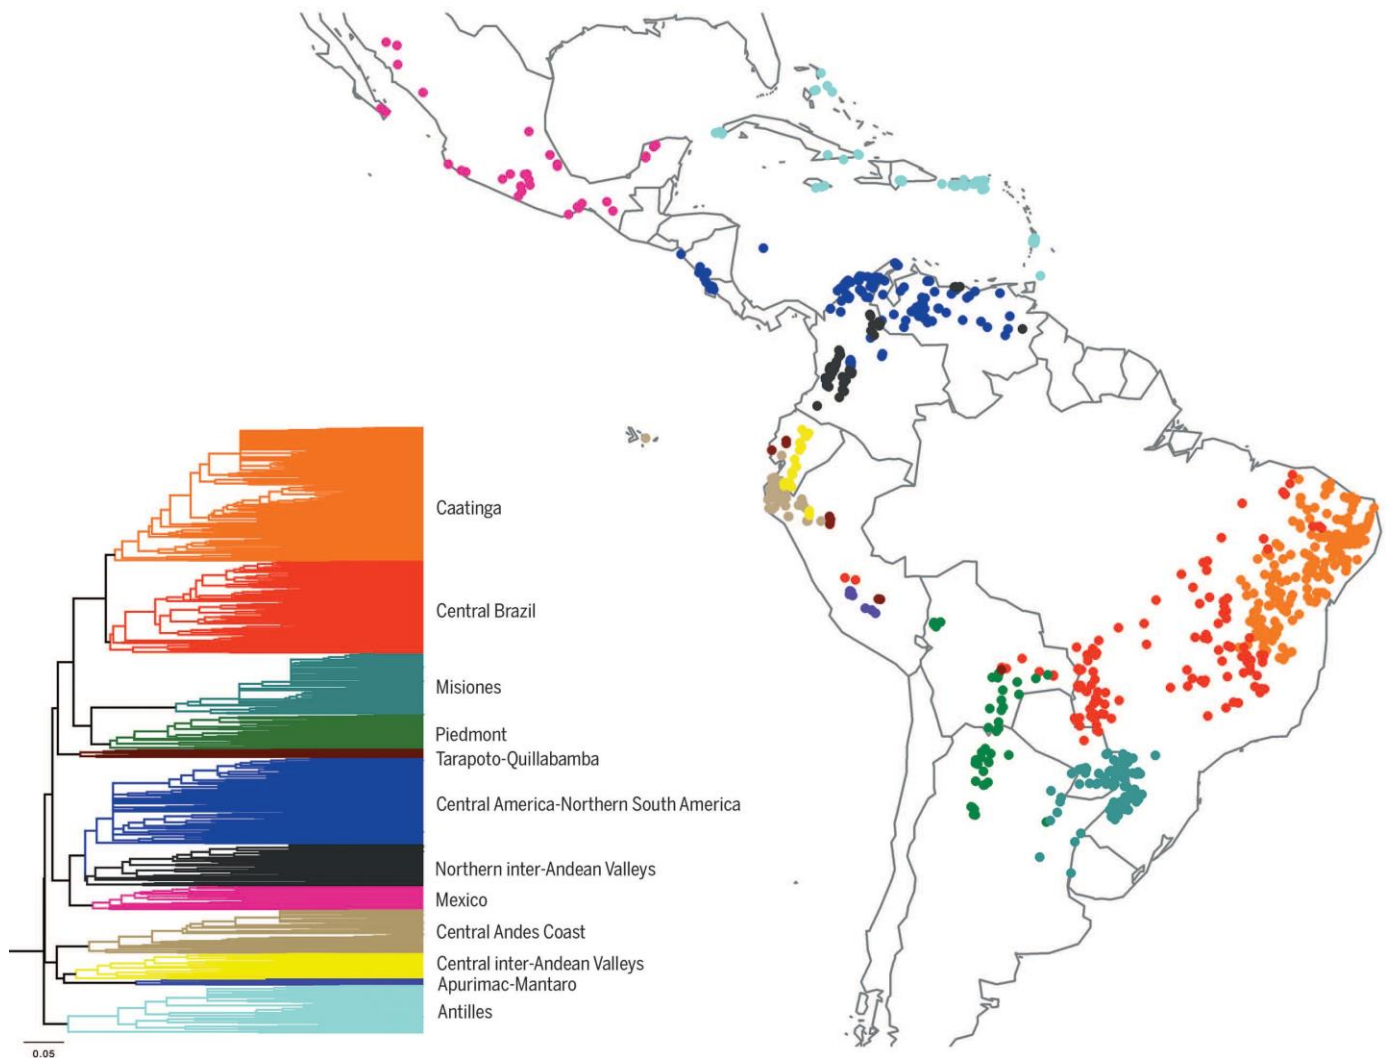 Caatinga
Central Brazil
Misiones
Piedmont
Tarapoto-Quillabamba
Central America-Northern South America
Northern inter-Andean Valleys
Mexico
Central Andes Coast
Central inter-Andean Valleys
Apurimac-Mantaro
Antilles
0.05